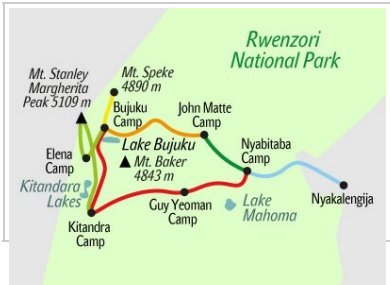 Rwenzori
National Park
Mt. Stanley
Margherita
Peak 5109 m
Mt. Speke
4890 m
Bujuku
Camp
John Matte
Camp
Lake Bujuku
Elena
Camp
Mt. Baker
4843 m
Nyabitaba
Camp
Kitandara
Lakes
Guy Yeoman
Camp
Lake
Mahoma
Nyakalengija
Kitandra
Camp